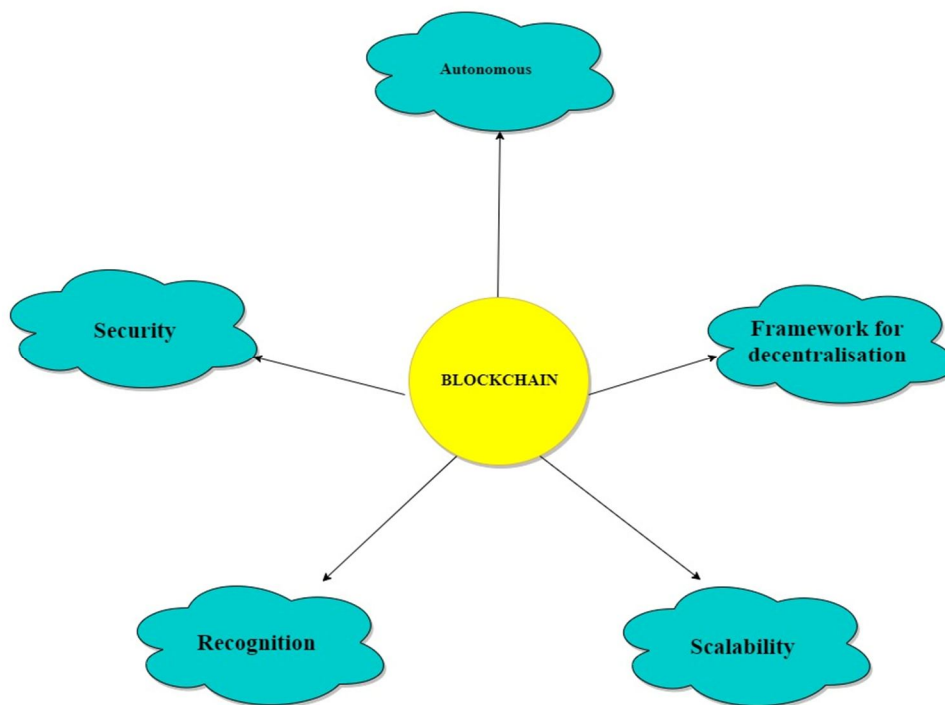 Autonomous
Security
Framework for
decentralisation
BLOCKCHAIN
Recognition
Scalability